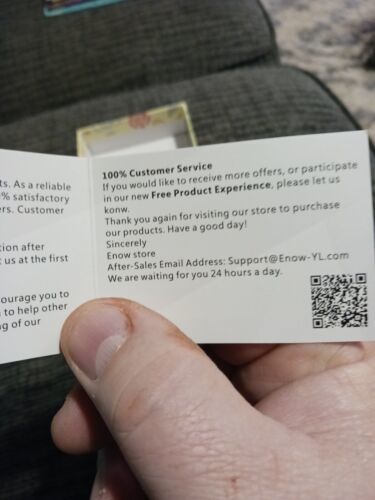 ts. As a reliable
% satisfactory
ers. Customer
tion after
t us at the first
ourage you to
to help other
ng of our
100% Customer Service
If you would like to receive more offers, or participate
in our new Free Product Experience, please let us
konw.
Thank you again for visiting our store to purchase
our products. Have a good day!
Sincerely
Enow store
After-Sales Email Address: Support@Enow-YL.com
We are waiting for you 24 hours a day.